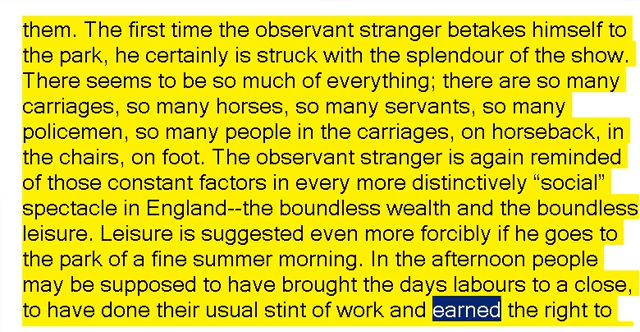 them. The first time the observant stranger betakes himself to
the park, he certainly is struck with the splendour of the show.
There seems to be so much of everything; there are so many
carriages, so many horses, so many servants, so many
policemen, so many people in the carriages, on horseback, in
the chairs, on foot. The observant stranger is again reminded
of those constant factors in every more distinctively “social”
spectacle in England--the boundless wealth and the boundless
leisure. Leisure is suggested even more forcibly if he goes to
the park of a fine summer morning. In the afternoon people
may be supposed to have brought the days labours to a close,
to have done their usual stint of work and earned the right to